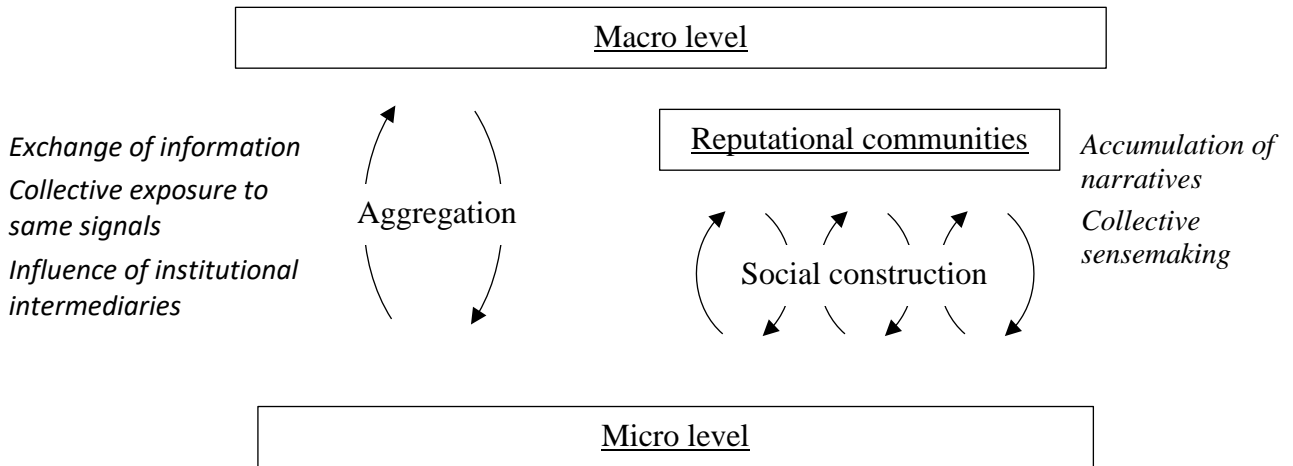 Macro level
Exchange of information
Collective exposure to
same signals
Influence of institutional
intermediaries
Aggregation
Reputational communities
Accumulation of
narratives
Collective
sensemaking
Social construction
Micro level